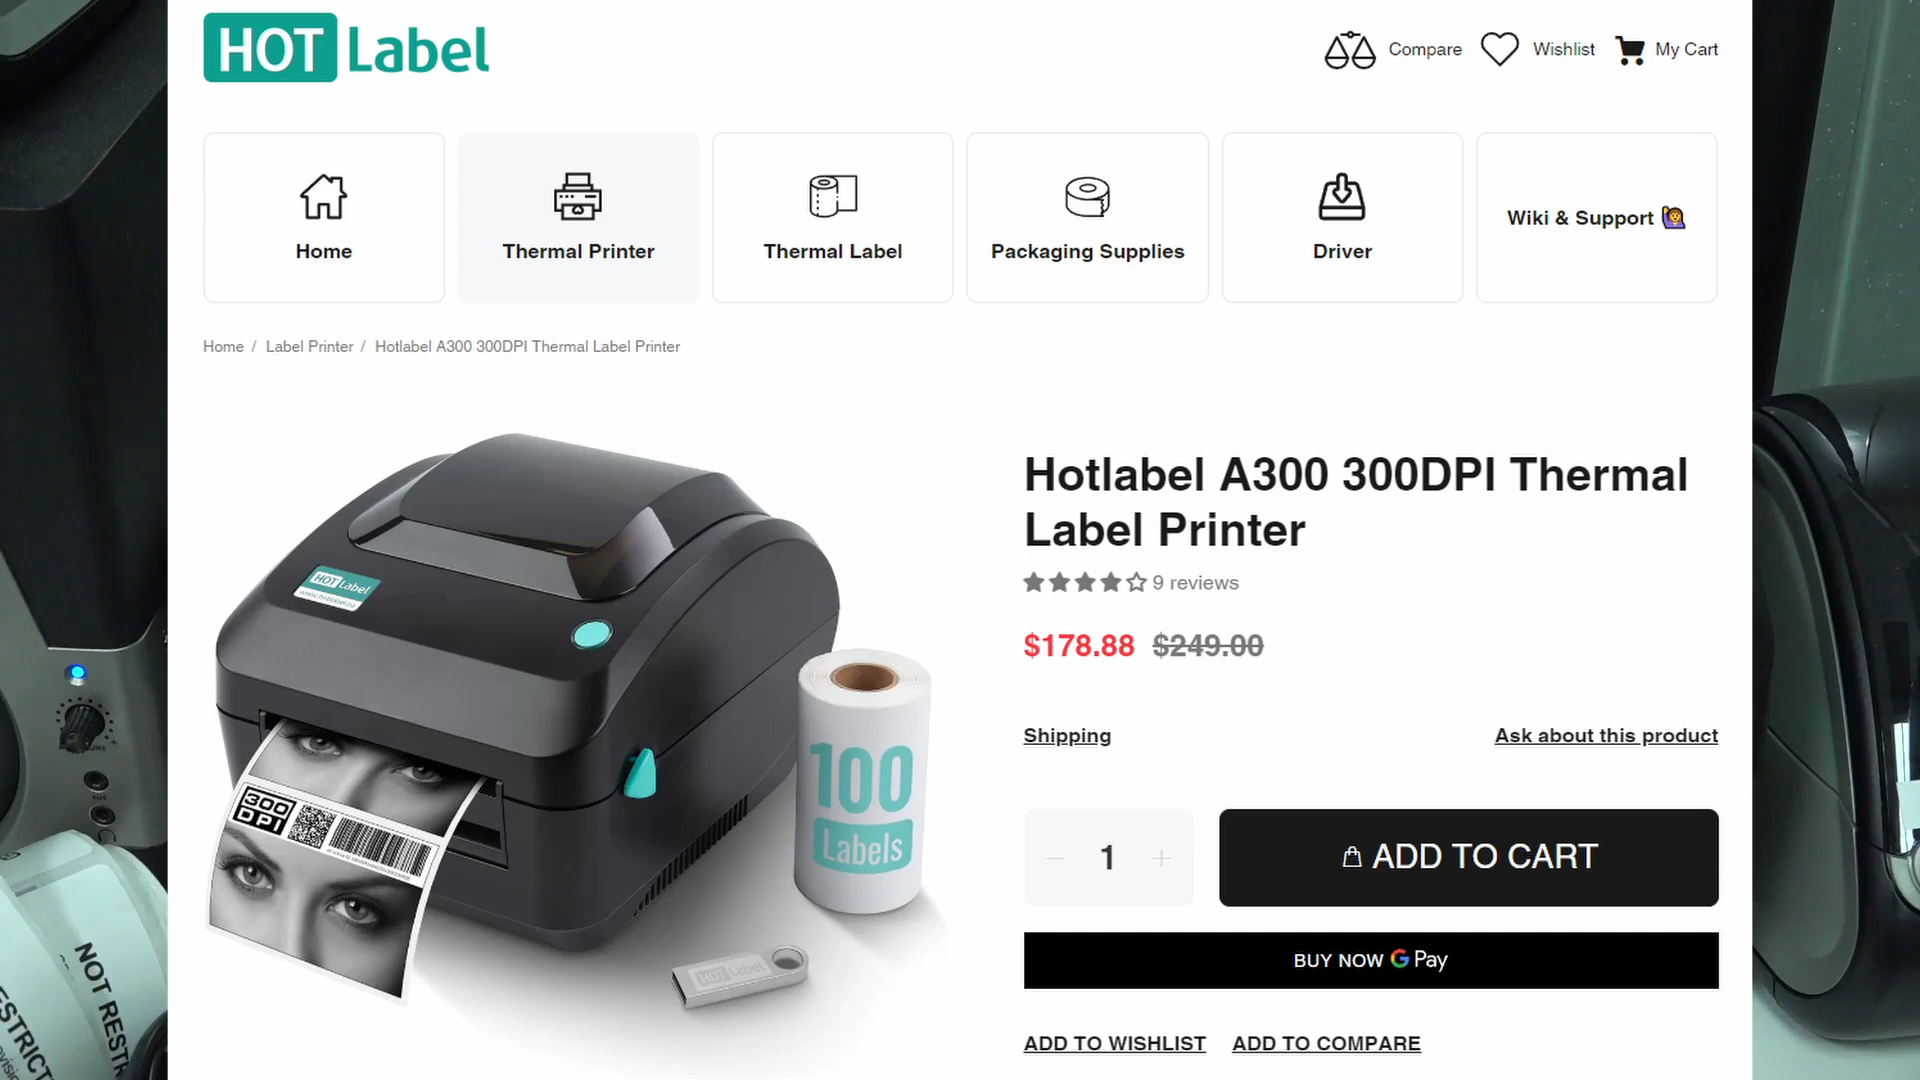 HOT Label
Compare
Wishlist
My Cart
Home
Thermal Printer
Thermal Label
Packaging Supplies
Driver
Wiki & Support
Home / Label Printer / Hotlabel A300 300DPI Thermal Label Printer
Hotlabel A300 300DPI Thermal
Label Printer
9 reviews
$178.88 $249.00
Shipping
Ask about this product
1
ADD TO CART
BUY NOW G Pay
ADD TO WISHLIST
ADD TO COMPARE
HOT Label
300
DPI
100
Labels
HOT Label
NOT RESTR